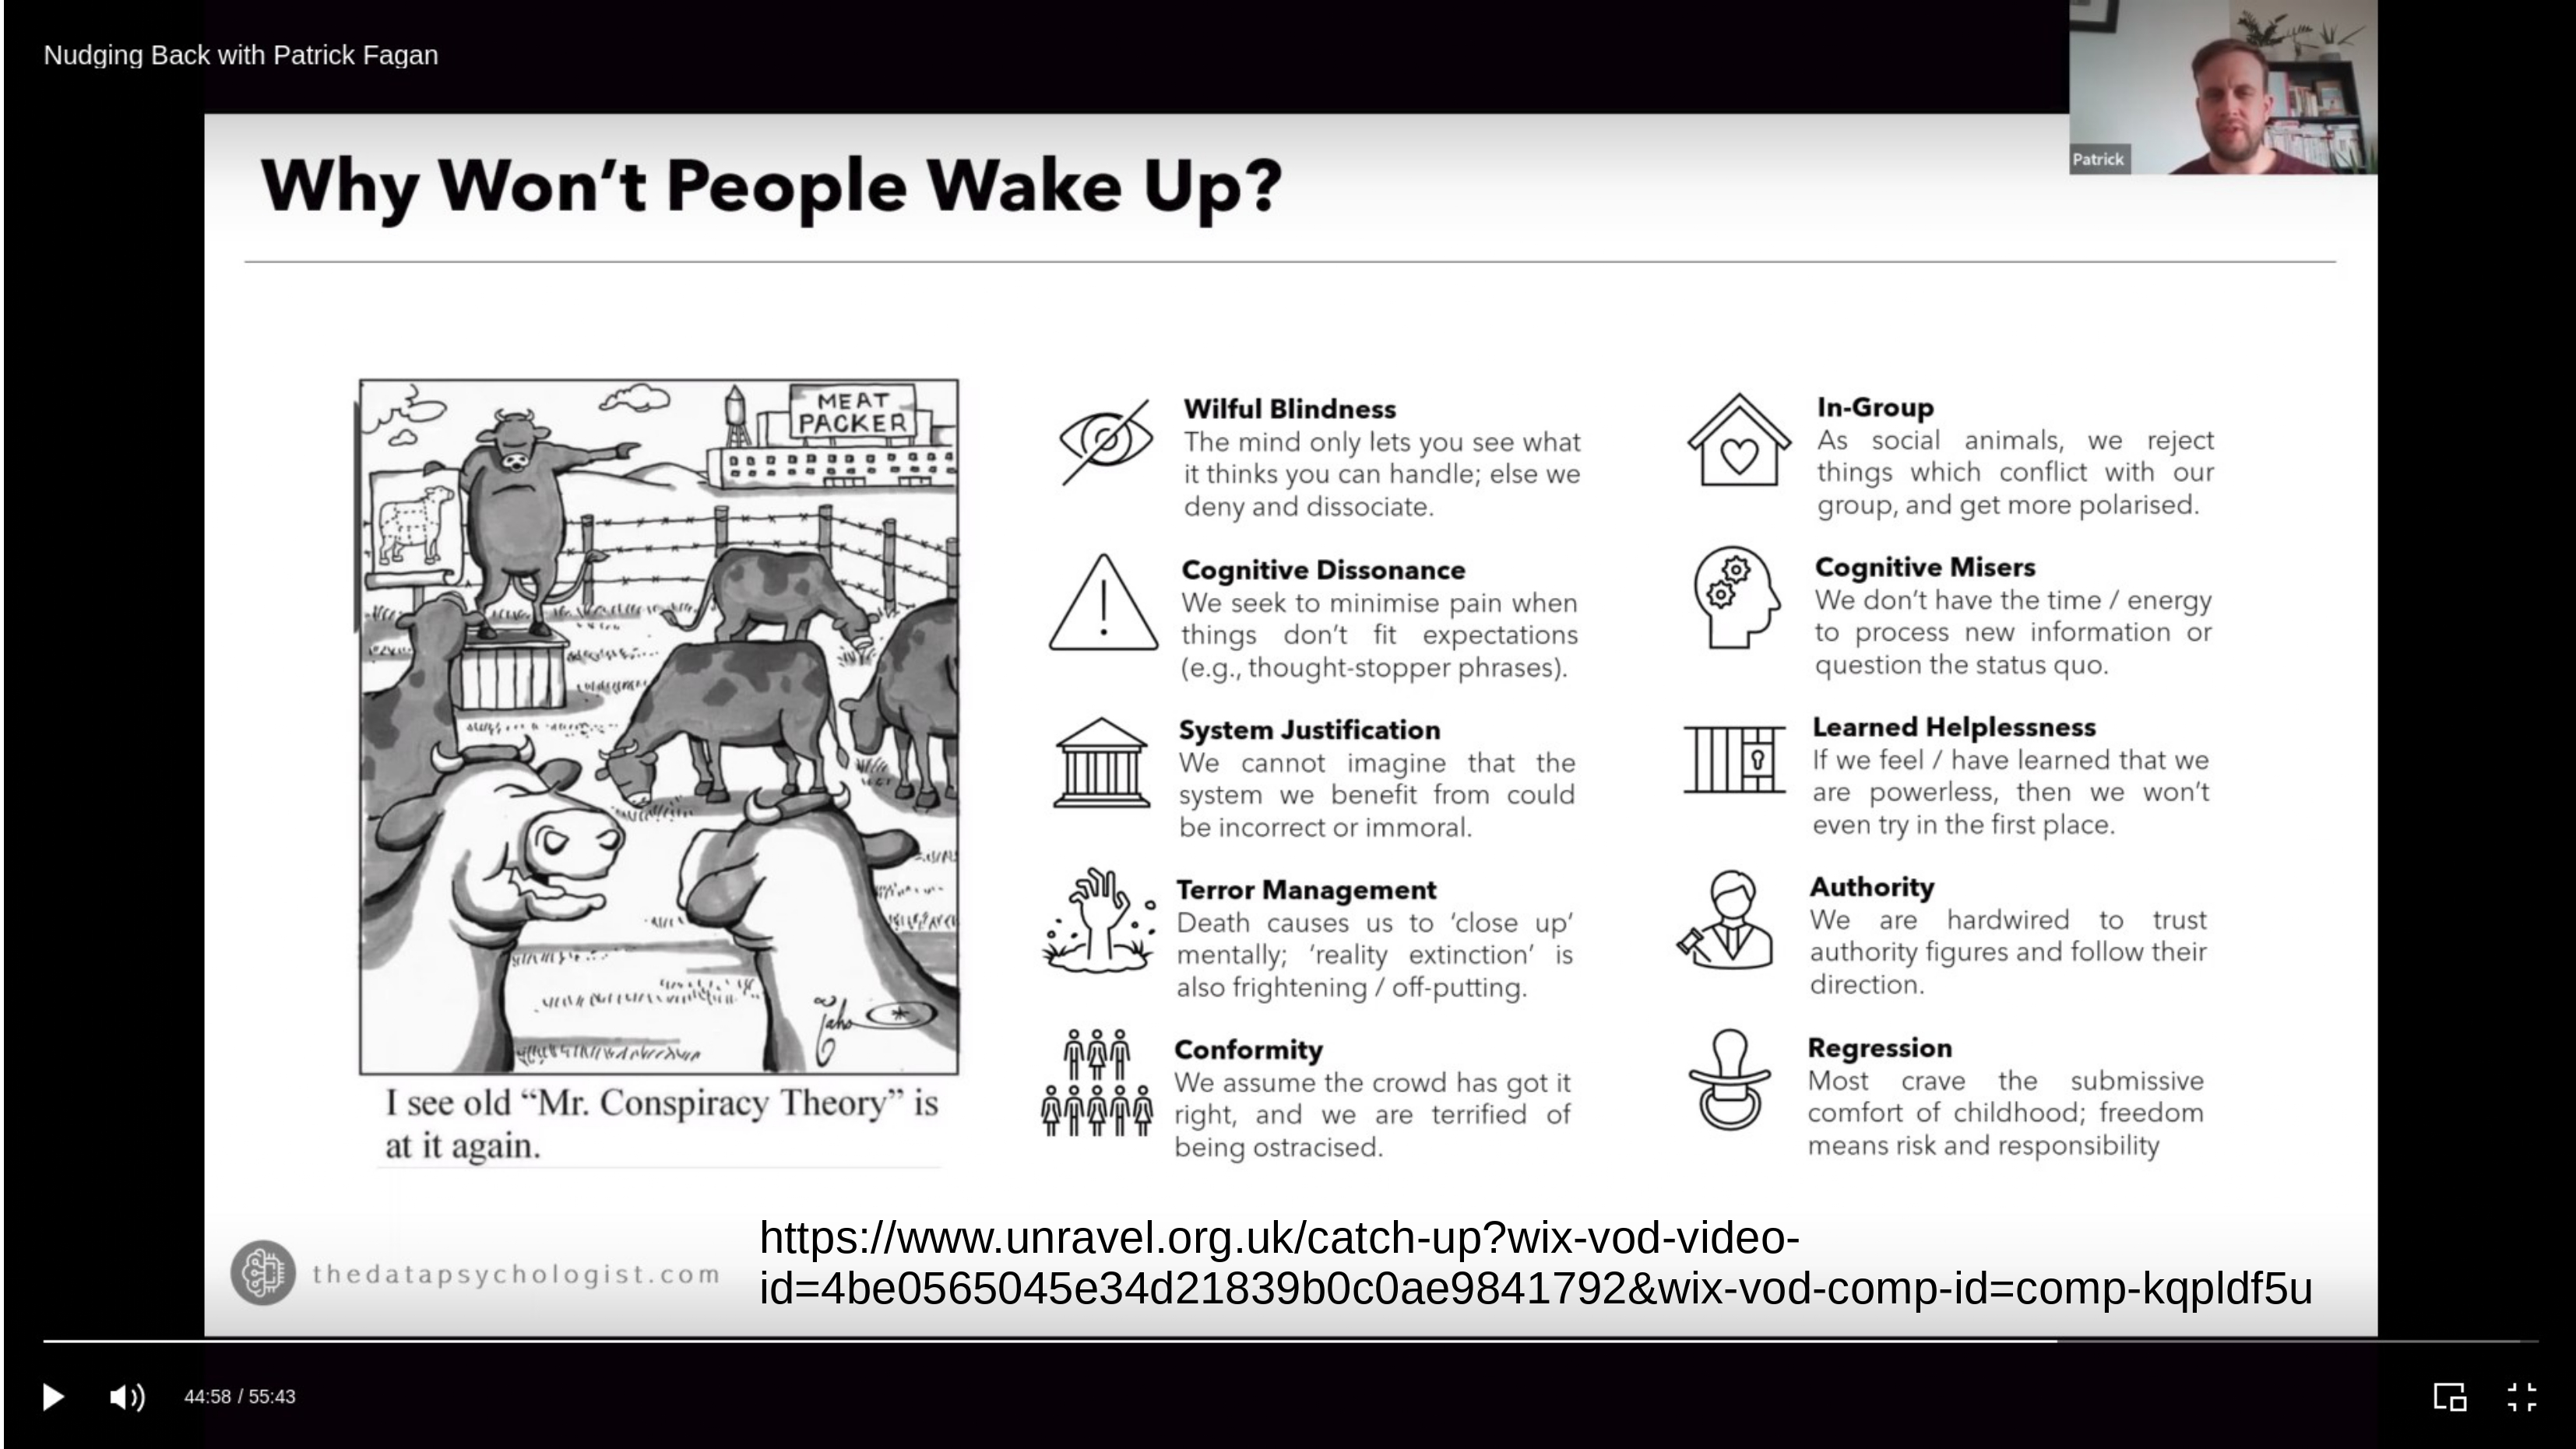 Nudging Back with Patrick Fagan
Patrick
Why Won't People Wake Up?
MEAT
PACKER
I see old “Mr. Conspiracy Theory” is
at it again.
Wilful Blindness
The mind only lets you see what
it thinks you can handle; else we
deny and dissociate.
Cognitive Dissonance
We seek to minimise pain when
things don't fit expectations
(e.g., thought-stopper phrases).
System Justification
We cannot imagine that the
system we benefit from could
be incorrect or immoral.
Terror Management
Death causes us to ‘close up’
mentally; ‘reality extinction’ is
also frightening / off-putting.
Conformity
We assume the crowd has got it
right, and we are terrified of
being ostracised.
In-Group
As social animals, we reject
things which conflict with our
group, and get more polarised.
Cognitive Misers
We don't have the time / energy
to process new information or
question the status quo.
Learned Helplessness
If we feel / have learned that we
are powerless, then we won't
even try in the first place.
Authority
We are hardwired to trust
authority figures and follow their
direction.
Regression
Most crave the submissive
comfort of childhood; freedom
means risk and responsibility
thedatapsychologist.com
https://www.unravel.org.uk/catch-up?wix-vod-video-
id=4be0565045e34d21839b0c0ae9841792&wix-vod-comp-id=comp-kqpldf5u
44:58 / 55:43